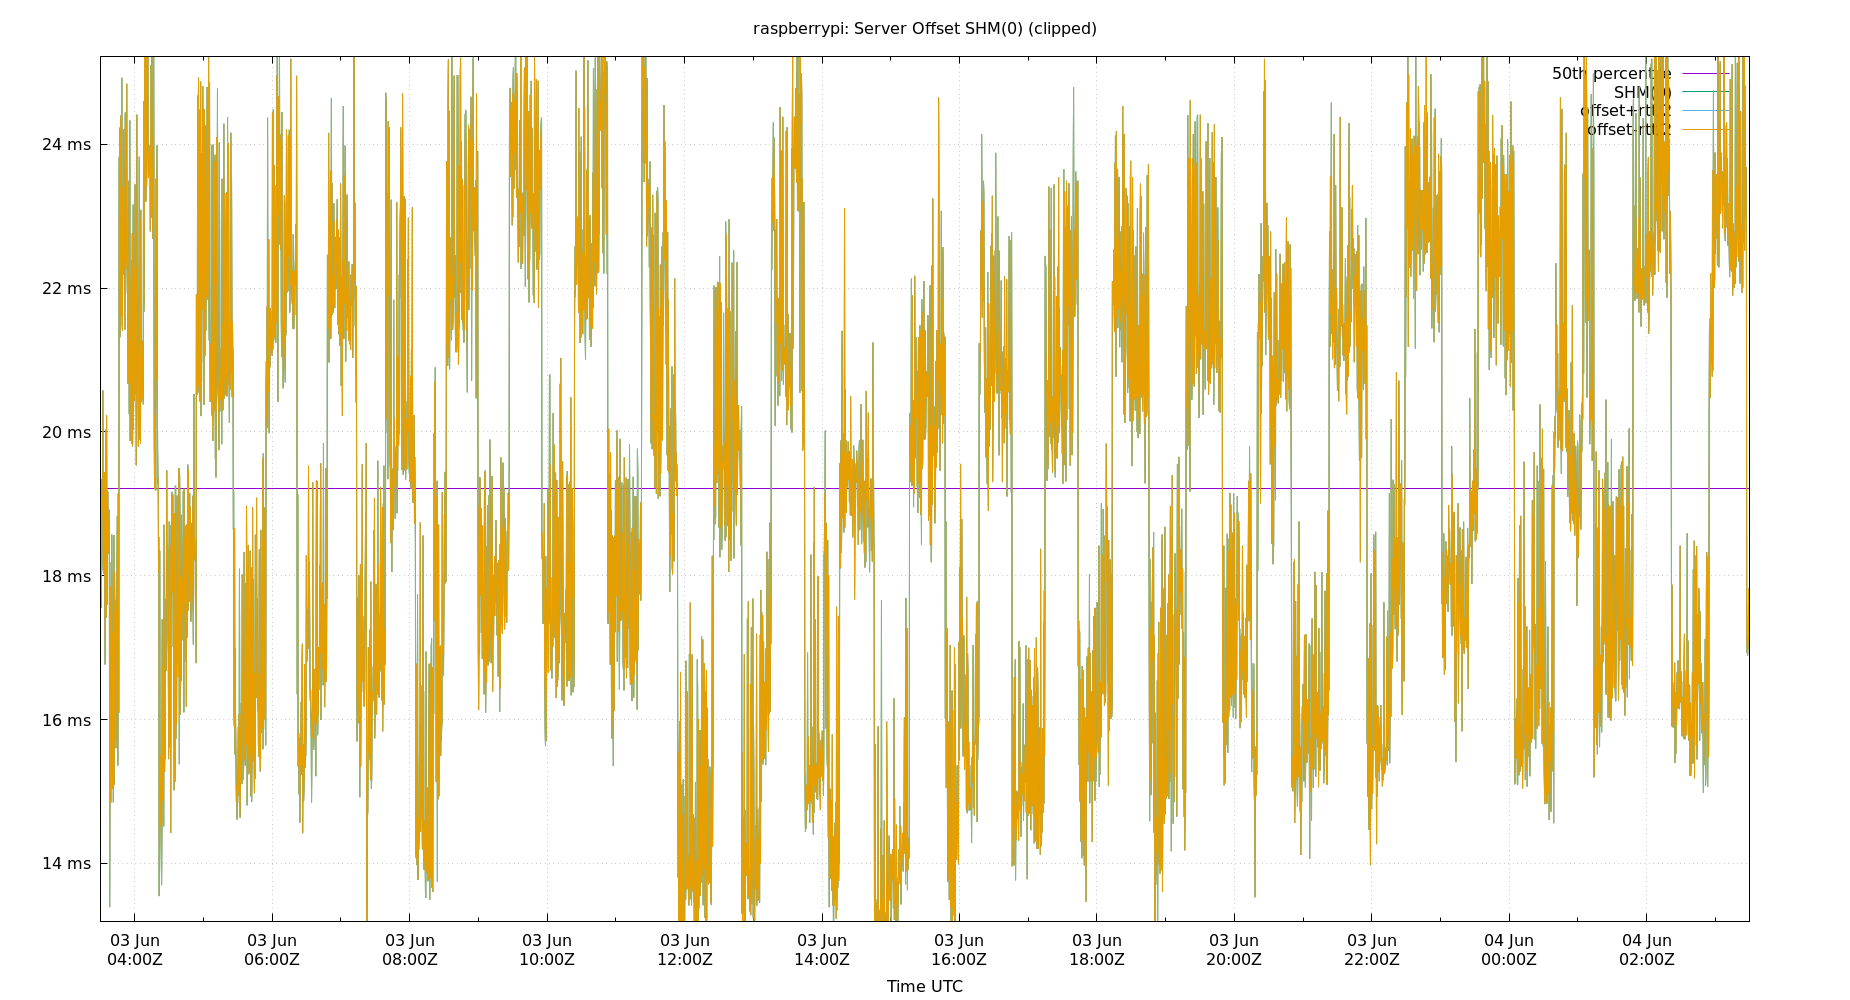 raspberrypi: Server Offset SHM(0) (clipped)
50th percentile
SHM(0)
offset+rtt/2
offset-rtt/2
24 ms
22 ms
20 ms
18 ms
16 ms
14 ms
03 Jun 03 Jun 03 Jun 03 Jun 03 Jun 03 Jun 03 Jun 03 Jun 03 Jun 03 Jun 04 Jun 04 Jun
04:00Z 06:00Z 08:00Z 10:00Z 12:00Z 14:00Z 16:00Z 18:00Z 20:00Z 22:00Z 00:00Z 02:00Z
Time UTC